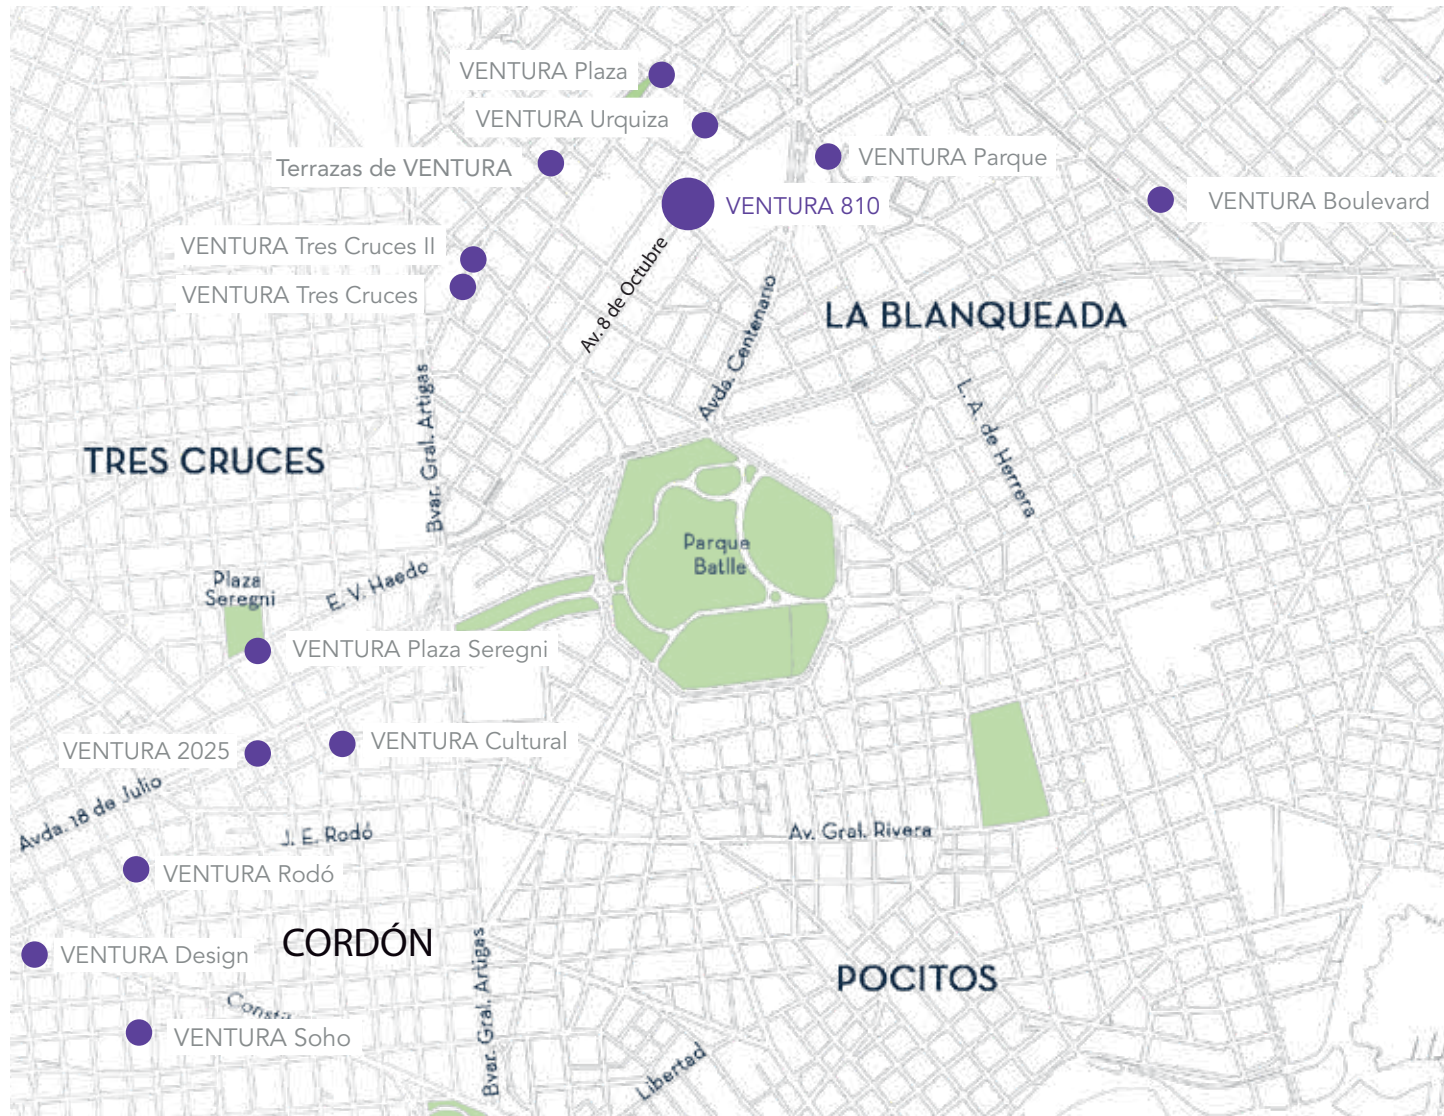 VENTURA Plaza
VENTURA Urquiza
Terrazas de VENTURA
VENTURA Parque
VENTURA 810
VENTURA Boulevard
VENTURA Tres Cruces II
VENTURA Tres Cruces
Av. 8 de Octubre
Avda. Centenario
LA BLANQUEADA
Bvar. Gral. Artigas
L. A. de Herrera
TRES CRUCES
Parque
Batlle
Plaza
Seregni
E. V. Haedo
VENTURA Plaza Seregni
VENTURA 2025
VENTURA Cultural
Avda. 18 de Julio
J. E. Rodó
Av. Gral. Rivera
VENTURA Rodó
VENTURA Design
CORDÓN
Bvar. Gral. Artigas
POCITOS
VENTURA Soho
Libertad